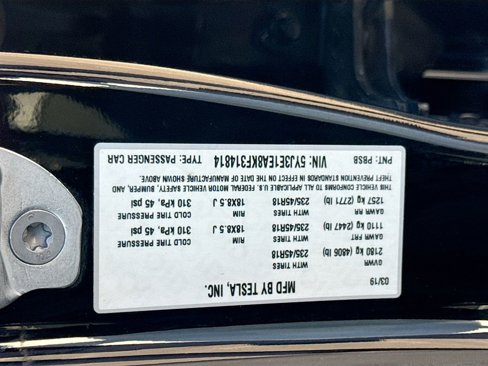 MFD BY TESLA, INC. 03/19
GVWR
2180 kg (4806 lb)
GAWR FRT WITH TIRES RIM COLD TIRE PRESSURE
1110 kg (2447 lb) 235/45R18 18X8.5 J 310 kPa, 45 psi
GAWR RR WITH TIRES RIM COLD TIRE PRESSURE
1257 kg (2771 lb) 235/45R18 18X8.5 J 310 kPa, 45 psi
THIS VEHICLE CONFORMS TO ALL APPLICABLE U.S. FEDERAL MOTOR VEHICLE SAFETY, BUMPER, AND
THEFT PREVENTION STANDARDS IN EFFECT ON THE DATE OF MANUFACTURE SHOWN ABOVE.
VIN: 5YJ3E1EA8KF314814 TYPE: PASSENGER CAR
PNT: PBSB